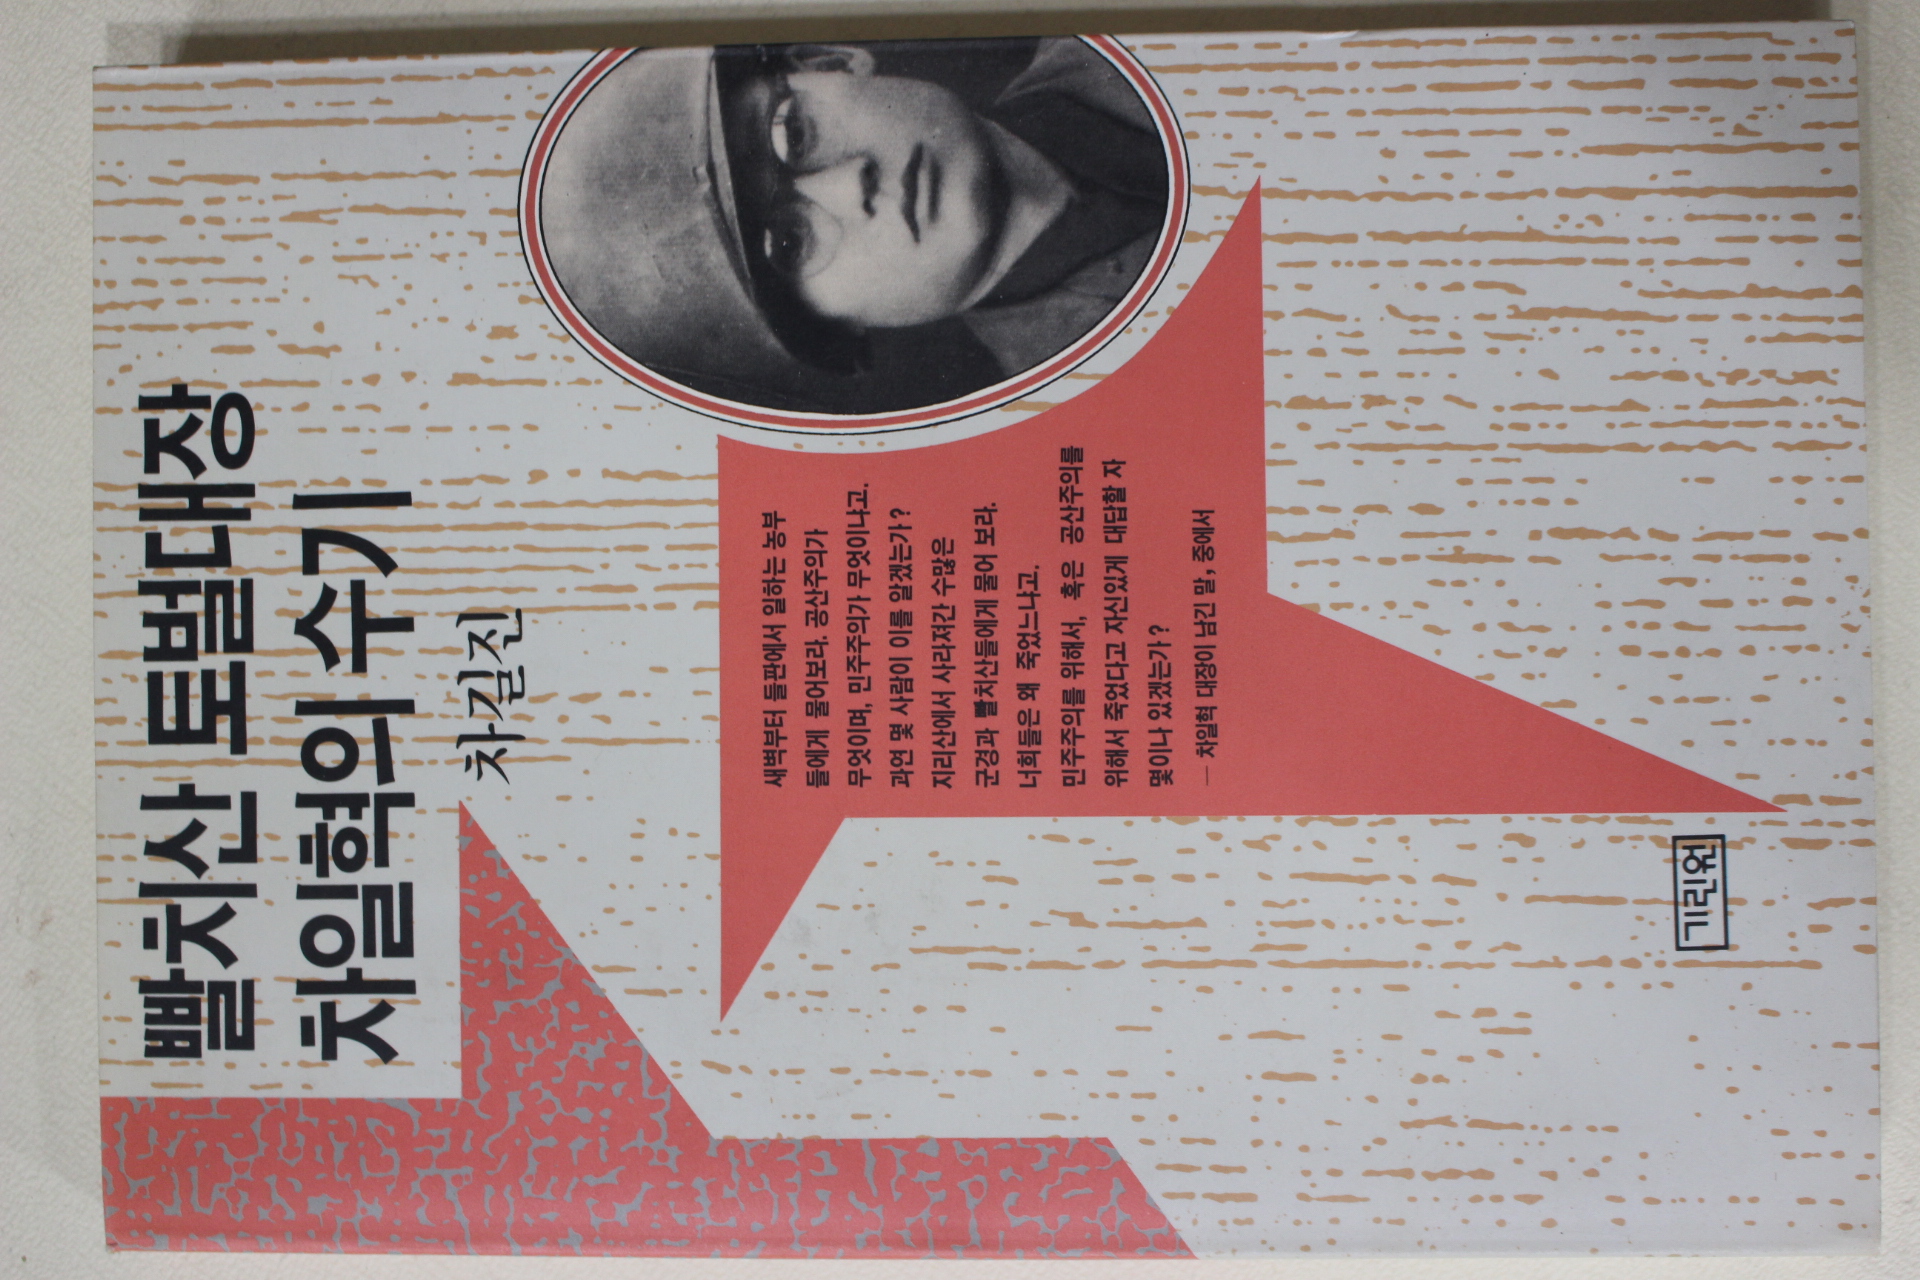 빨치산 토벌대장
차일혁의 수기
차길진
새벽부터 들판에서 일하는 농부
들에게 물어보라. 공산주의가
무엇이며, 민주주의가 무엇이냐고.
과연 몇 사람이 이를 알겠는가?
지리산에서 사라져간 수많은
군경과 빨치산들에게 물어 보라.
너희들은 왜 죽었느냐고.
민주주의를 위해서, 혹은 공산주의를
위해서 죽었다고 자신있게 대답할 자
몇이나 있겠는가?
— 차일혁 대장이 남긴 말, 중에서
기린원